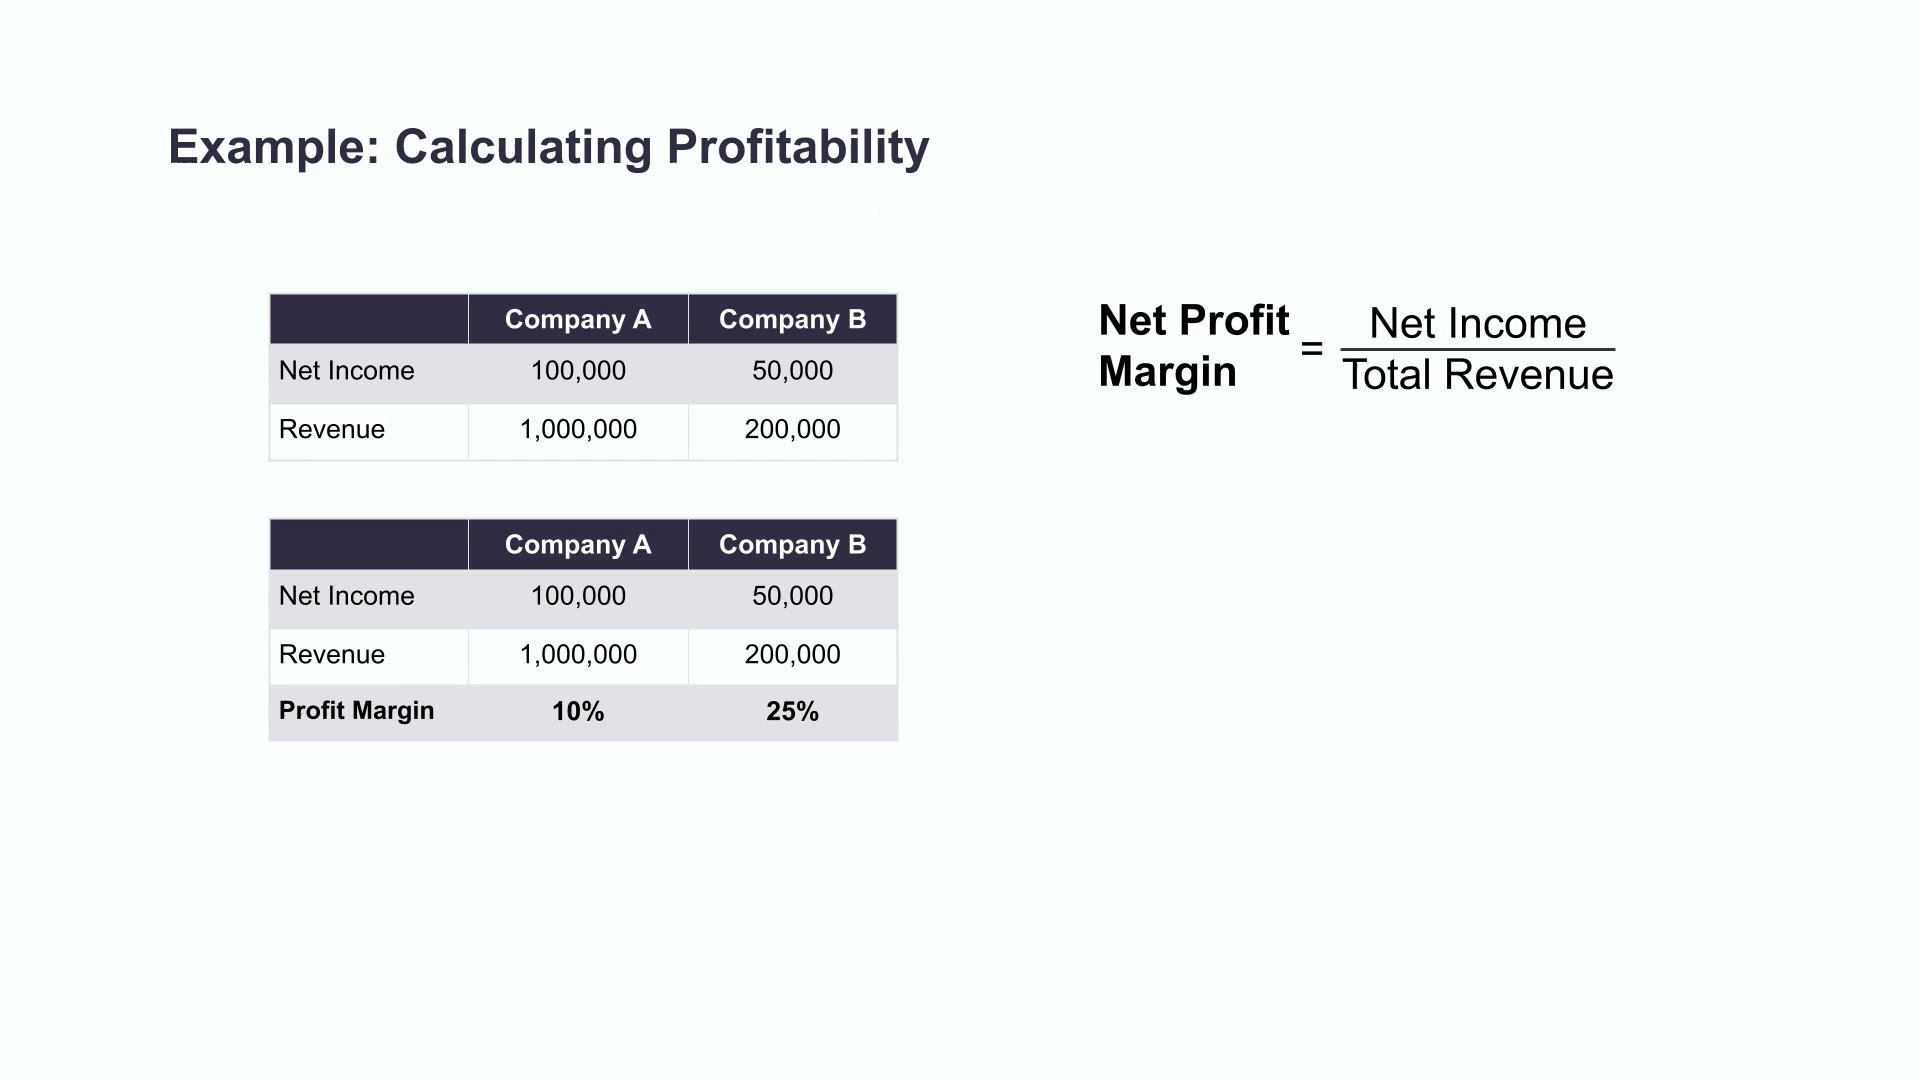 Example: Calculating Profitability
Company A Company B
Net Income 100,000 50,000
Revenue 1,000,000 200,000
Company A Company B
Net Income 100,000 50,000
Revenue 1,000,000 200,000
Profit Margin 10% 25%
Net Profit
Margin
=
Net Income
Total Revenue